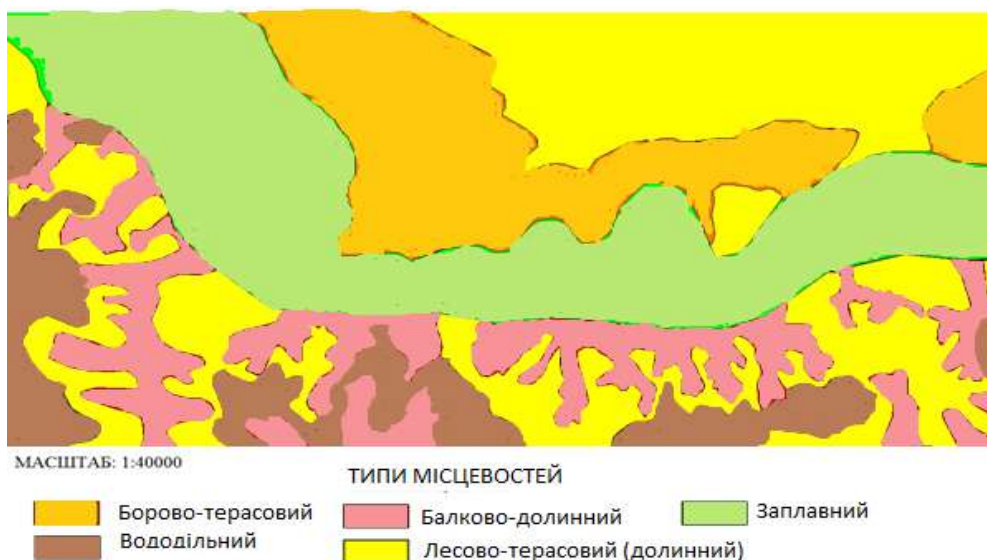 МАСШТАБ: 1:40000
ТИПИ МІСЦЕВОСТЕЙ
Борово-терасовий
Балково-долинний
Заплавний
Вододільний
Лесово-терасовий (долинний)